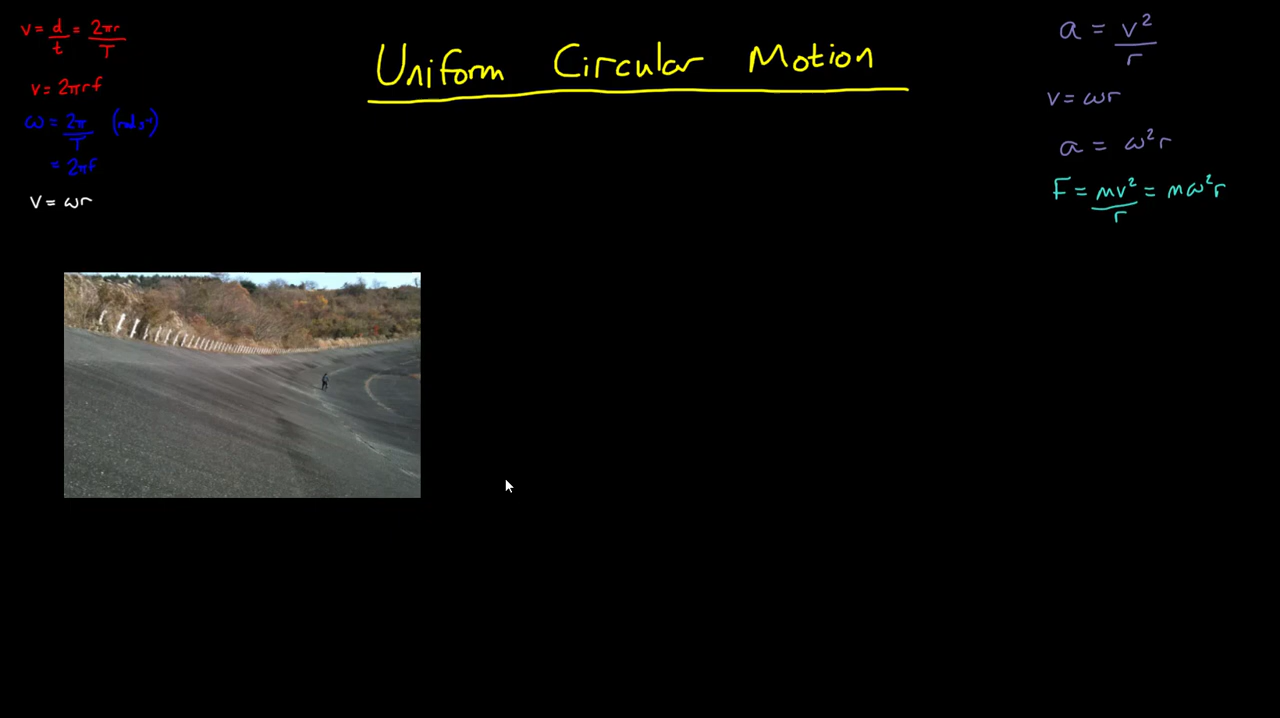 Uniform Circular Motion
v = d/t = 2πr/T
v = 2πrf
ω = 2π/T (rad s⁻¹)
= 2πf
v = ωr
a = v²/r
v = ωr
a = ω²r
F = mv²/r = mω²r